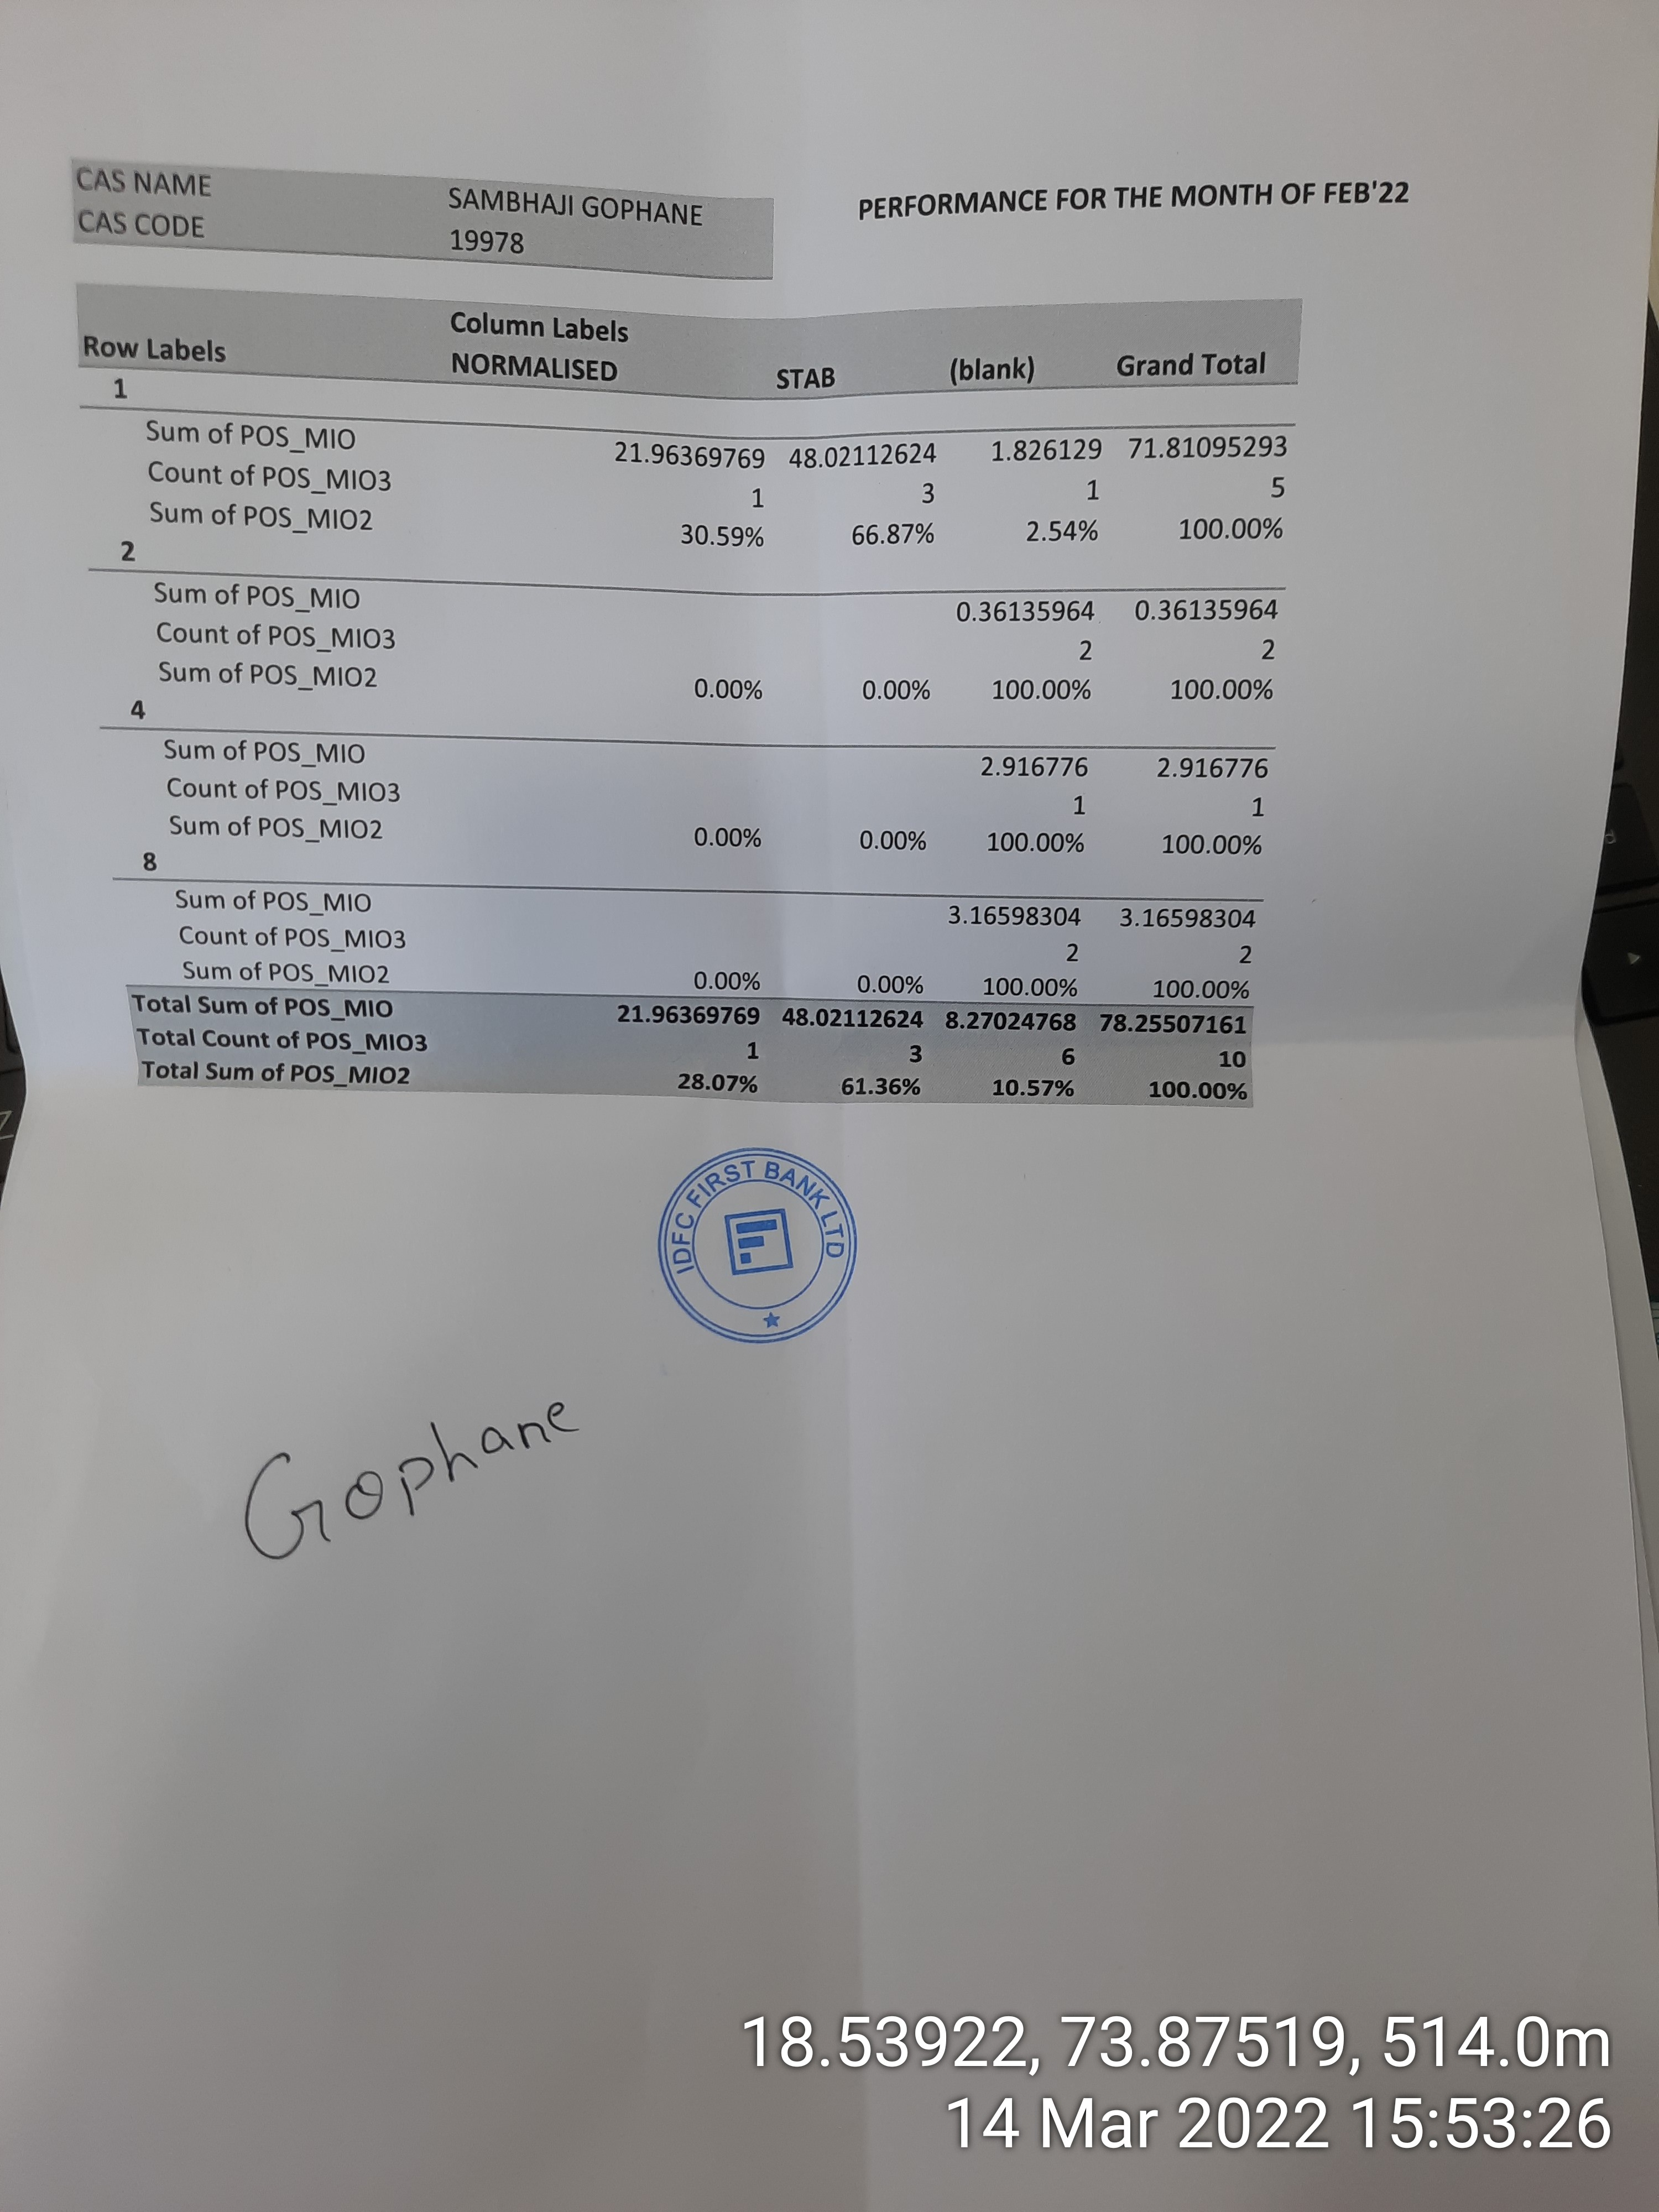 CAS NAME SAMBHAJI GOPHANE
CAS CODE 19978
PERFORMANCE FOR THE MONTH OF FEB'22
Column Labels
Row Labels NORMALISED STAB (blank) Grand Total
1
Sum of POS_MIO 21.96369769 48.02112624 1.826129 71.81095293
Count of POS_MIO3 1 3 1 5
Sum of POS_MIO2 30.59% 66.87% 2.54% 100.00%
2
Sum of POS_MIO 0.36135964 0.36135964
Count of POS_MIO3 2 2
Sum of POS_MIO2 0.00% 0.00% 100.00% 100.00%
4
Sum of POS_MIO 2.916776 2.916776
Count of POS_MIO3 1 1
Sum of POS_MIO2 0.00% 0.00% 100.00% 100.00%
8
Sum of POS_MIO 3.16598304 3.16598304
Count of POS_MIO3 2 2
Sum of POS_MIO2 0.00% 0.00% 100.00% 100.00%
Total Sum of POS_MIO 21.96369769 48.02112624 8.27024768 78.25507161
Total Count of POS_MIO3 1 3 6 10
Total Sum of POS_MIO2 28.07% 61.36% 10.57% 100.00%
IDFC FIRST BANK LTD
Gophane
18.53922, 73.87519, 514.0m
14 Mar 2022 15:53:26